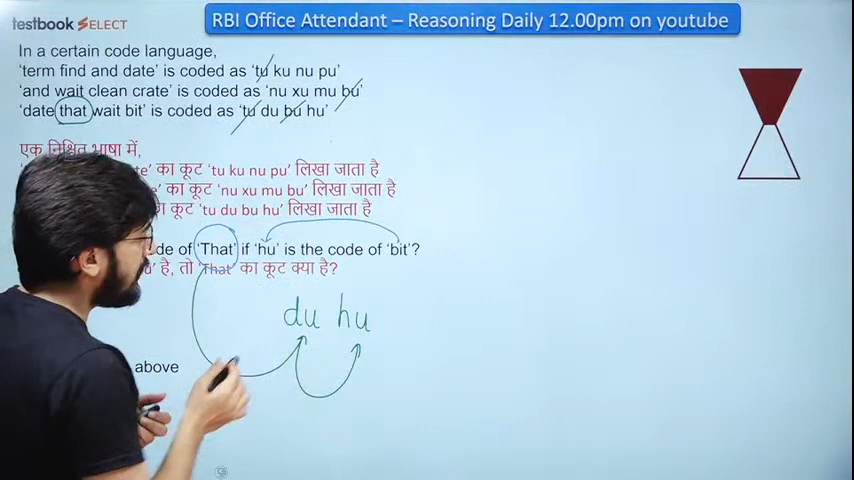 testbook SELECT
RBI Office Attendant – Reasoning Daily 12.00pm on youtube
In a certain code language,
'term find and date' is coded as 'tu ku nu pu'
'and wait clean crate' is coded as 'nu xu mu bu'
'date that wait bit' is coded as 'tu du bu hu'
एक निश्चित भाषा में,
का कूट 'tu ku nu pu' लिखा जाता है
का कूट 'nu xu mu bu' लिखा जाता है
का कूट 'tu du bu hu' लिखा जाता है
de of 'That' if 'hu' is the code of 'bit'?
है, तो 'That' का कूट क्या है?
du hu
above